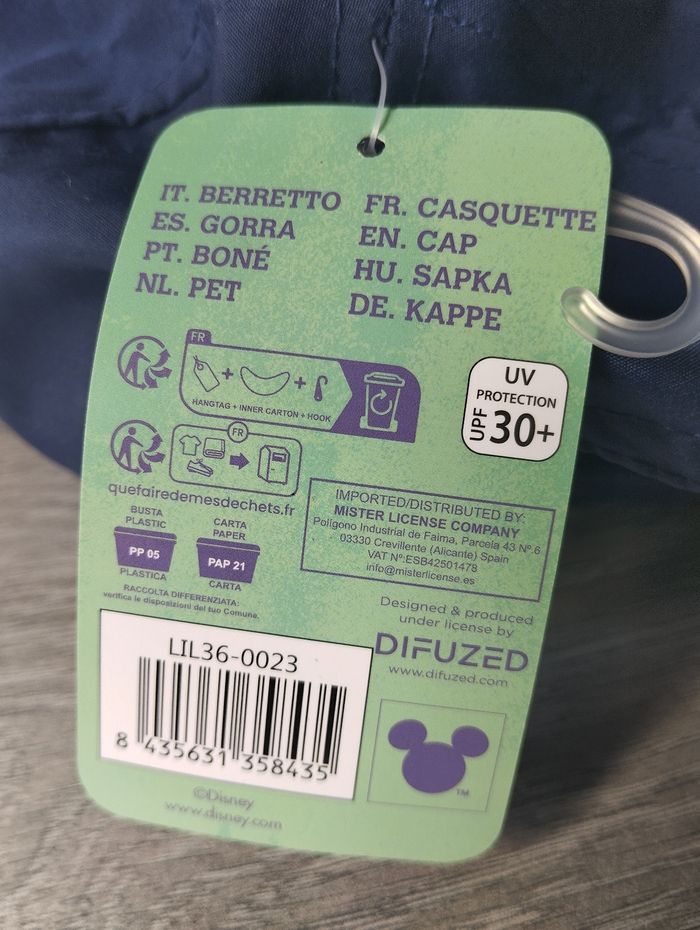 IT. BERRETTO
ES. GORRA
PT. BONÉ
NL. PET
FR. CASQUETTE
EN. CAP
HU. SAPKA
DE. KAPPE
FR
HANGTAG + INNER CARTON + HOOK
UV
PROTECTION
UPF 30+
FR
quefairedemesdechets.fr
BUSTA
PLASTIC
PP 05
PLASTICA
CARTA
PAPER
PAP 21
CARTA
RACCOLTA DIFFERENZIATA:
verifica le disposizioni del tuo Comune.
IMPORTED/DISTRIBUTED BY:
MISTER LICENSE COMPANY
Polígono Industrial de Faima, Parcela 43 Nº.6
03330 Crevillente (Alicante) Spain
VAT Nº:ESB42501478
info@misterlicense.es
Designed & produced
under license by
DIFUZED
www.difuzed.com
LIL36-0023
8 435631 358435
TM
©Disney
www.disney.com